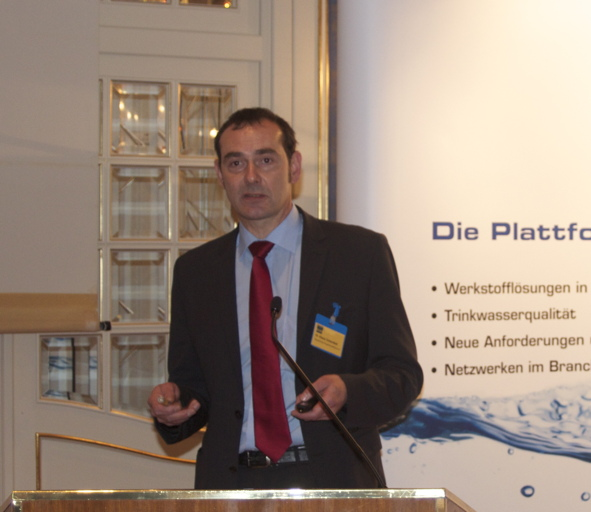 Die Plattfo
• Werkstofflösungen in
• Trinkwasserqualität
• Neue Anforderungen
• Netzwerken im Branc